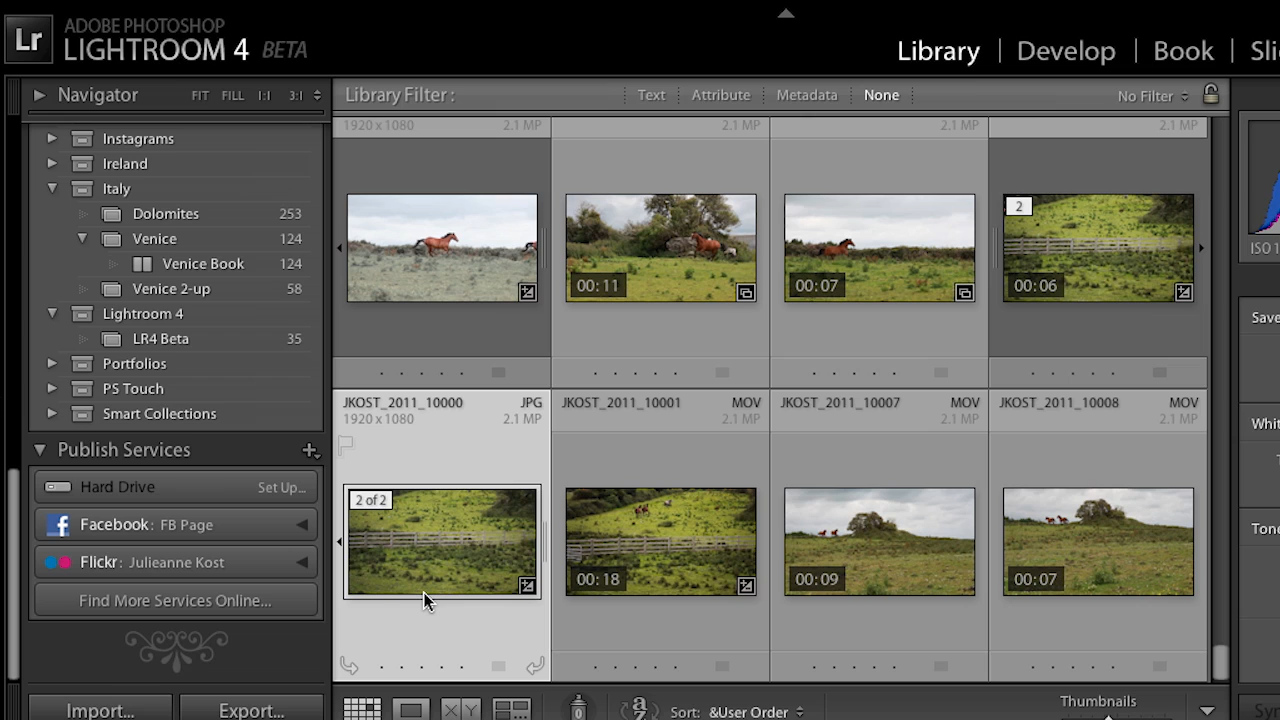 Lr
ADOBE PHOTOSHOP
LIGHTROOM 4 BETA
Library | Develop | Book | Sli
Navigator FIT FILL 1:1 3:1
Library Filter : Text Attribute Metadata None No Filter
Instagrams
Ireland
Italy
Dolomites 253
Venice 124
Venice Book 124
Venice 2-up 58
Lightroom 4
LR4 Beta 35
Portfolios
PS Touch
Smart Collections
Publish Services
Hard Drive Set Up...
Facebook: FB Page
Flickr: Julieanne Kost
Find More Services Online...
Import... Export...
1920 x 1080 2.1 MP 2.1 MP 2.1 MP 2.1 MP
2
00:11 00:07 00:06
JKOST_2011_10000 JPG JKOST_2011_10001 MOV JKOST_2011_10007 MOV JKOST_2011_10008 MOV
1920 x 1080 2.1 MP 2.1 MP 2.1 MP 2.1 MP
2 of 2
00:18 00:09 00:07
XY Sort: &User Order Thumbnails
ISO 1
Save
Whit
T
Tone